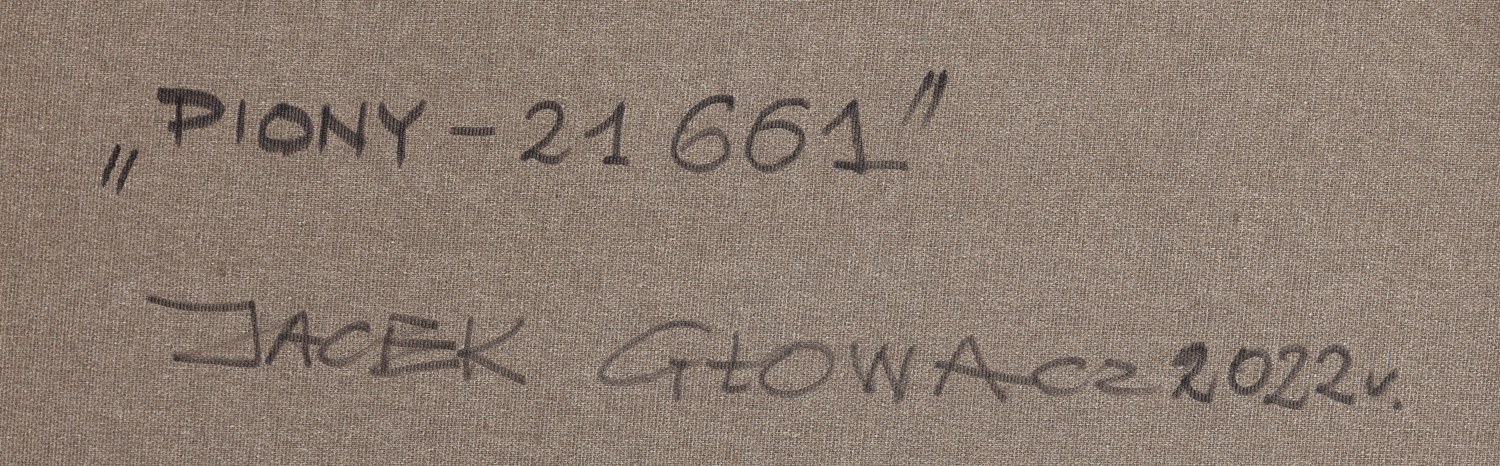 „PIONY - 21 661"
JACEK GŁOWACZ 2022r.